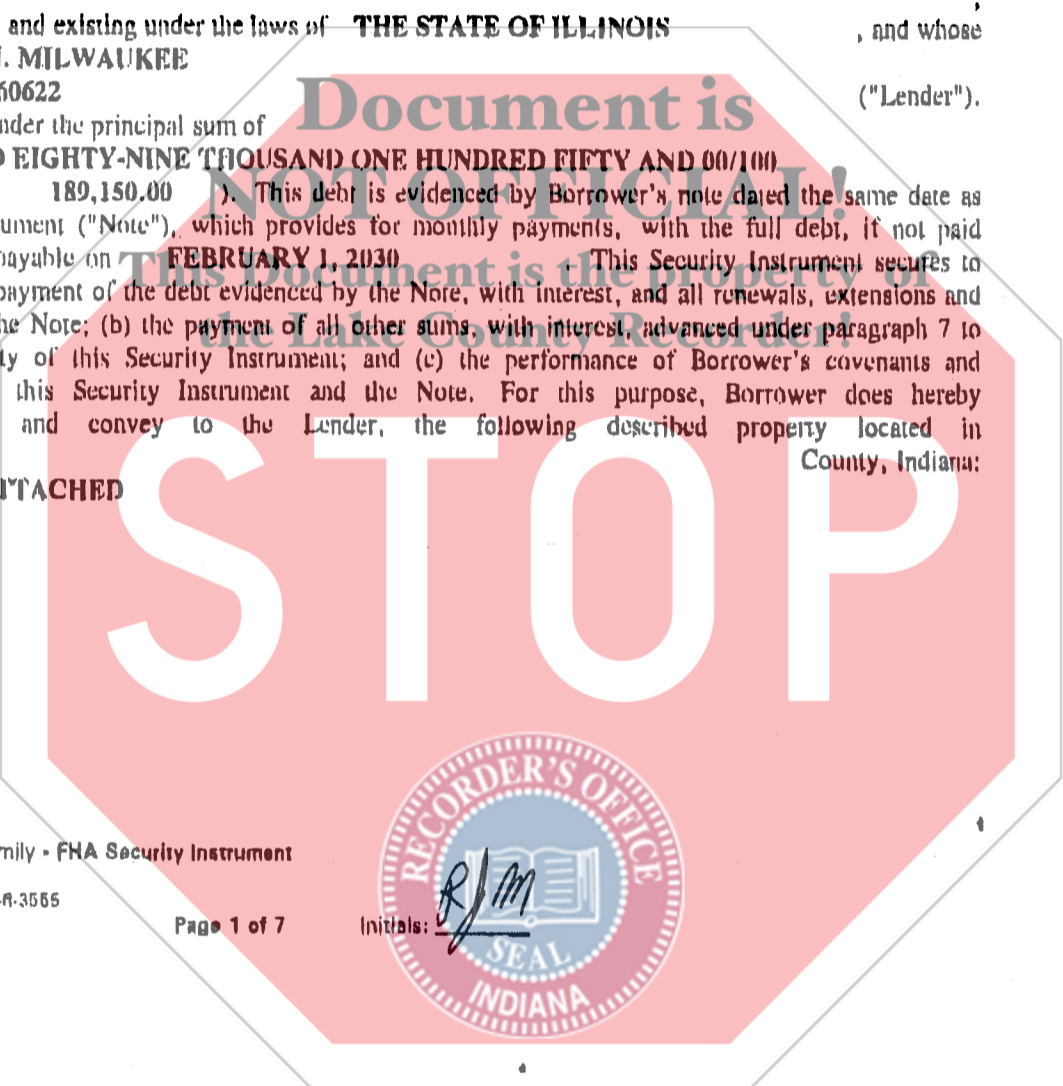 and existing under the laws of THE STATE OF ILLINOIS , and whose
. MILWAUKEE
60622 ("Lender").
nder the principal sum of
EIGHTY-NINE THOUSAND ONE HUNDRED FIFTY AND 00/100
189,150.00 ). This debt is evidenced by Borrower's note dated the same date as
ument ("Note"), which provides for monthly payments, with the full debt, if not paid
payable on FEBRUARY 1, 2030 . This Security Instrument secures to
payment of the debt evidenced by the Note, with interest, and all renewals, extensions and
he Note; (b) the payment of all other sums, with interest, advanced under paragraph 7 to
ty of this Security Instrument; and (c) the performance of Borrower's covenants and
this Security Instrument and the Note. For this purpose, Borrower does hereby
and convey to the Lender, the following described property located in
County, Indiana:
TTACHED
Document is
NOT OFFICIAL!
This Document is the property of
the Lake County Recorder!
STOP
mily - FHA Security Instrument
-R-3555
Page 1 of 7 Initials: RJM
RECORDER'S OFFICE
SEAL
INDIANA